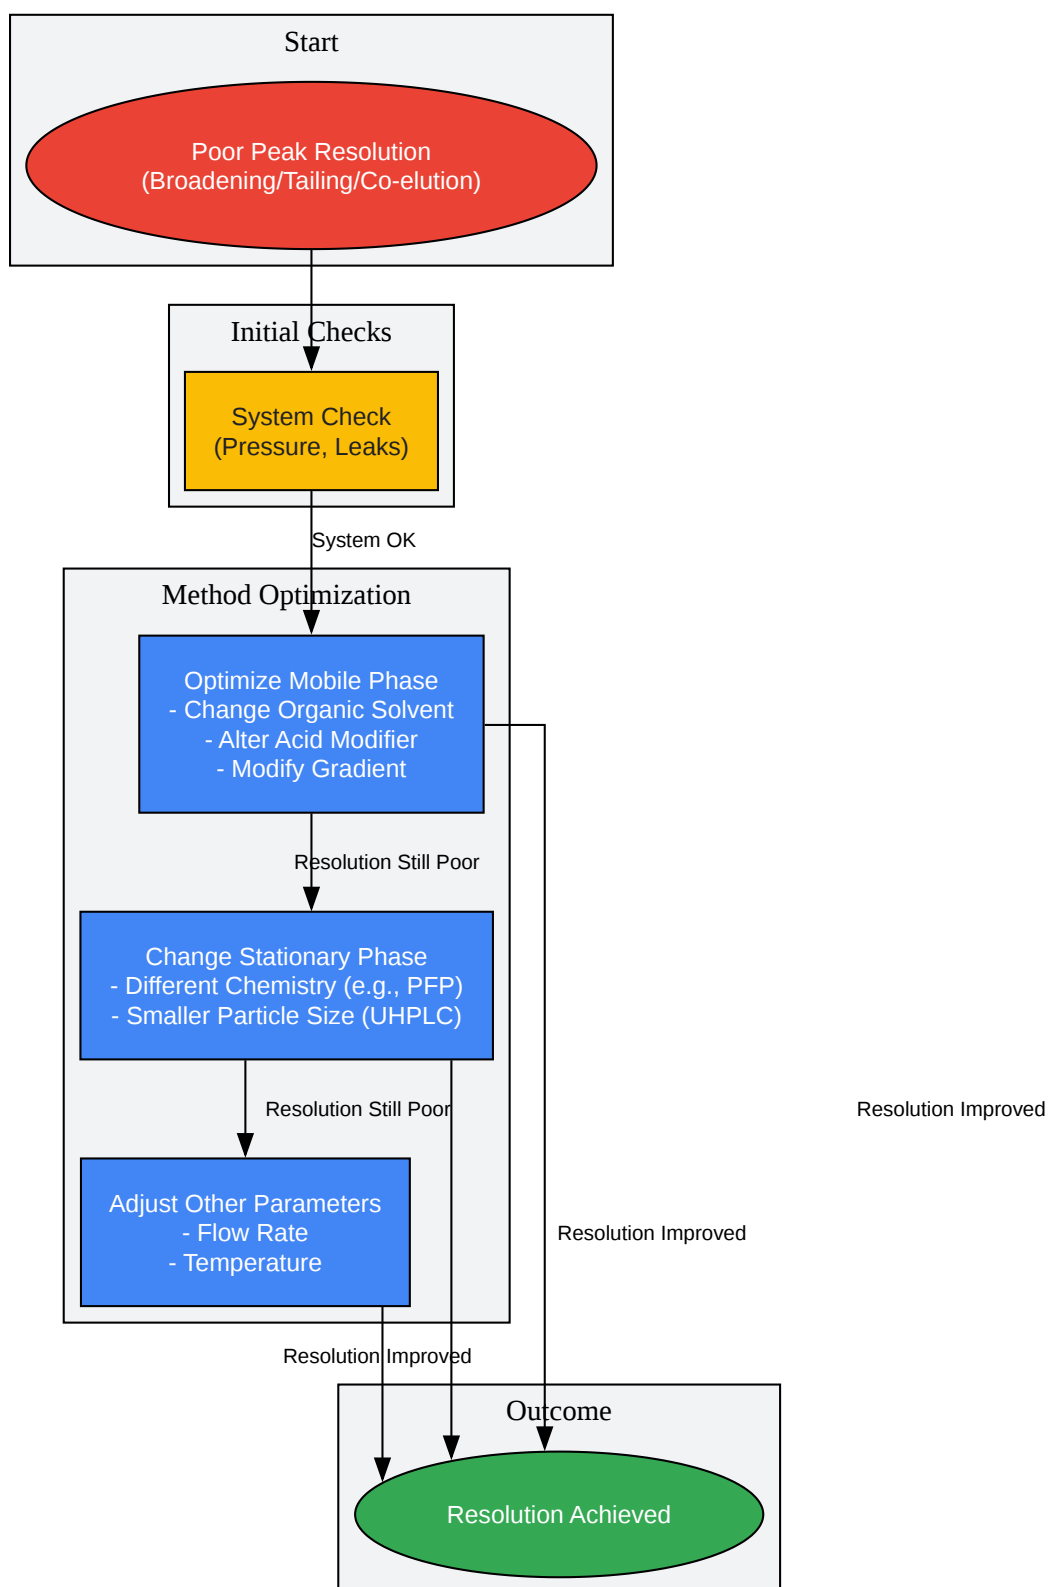 Start
Poor Peak Resolution
(Broadening/Tailing/Co-elution)
Initial Checks
System Check
(Pressure, Leaks)
System OK
Method Optimization
Optimize Mobile Phase
- Change Organic Solvent
- Alter Acid Modifier
- Modify Gradient
Resolution Still Poor
Change Stationary Phase
- Different Chemistry (e.g., PFP)
- Smaller Particle Size (UHPLC)
Resolution Still Poor
Resolution Improved
Adjust Other Parameters
- Flow Rate
- Temperature
Resolution Improved
Resolution Improved
Outcome
Resolution Achieved